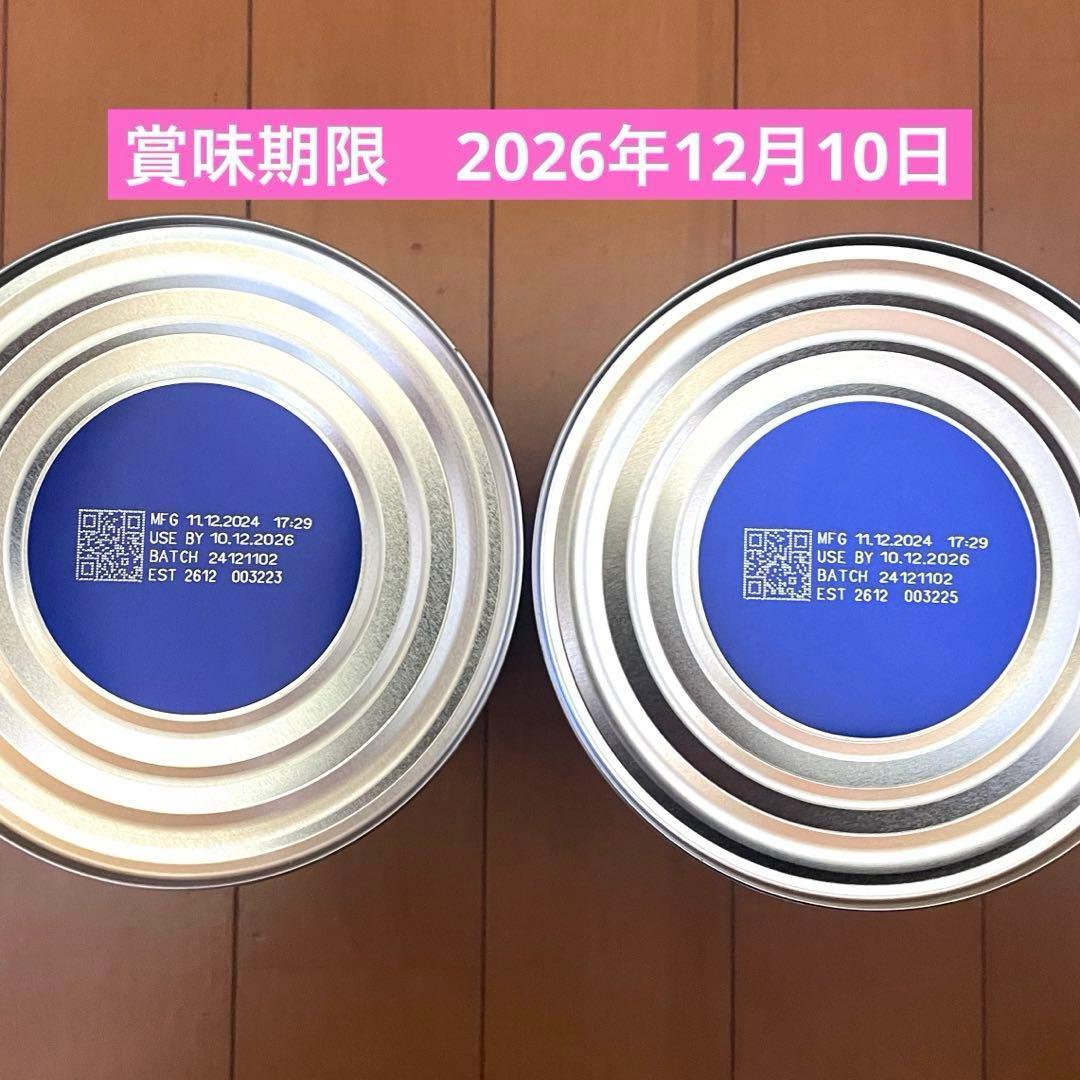 賞味期限　2026年12月10日
MFG 11.12.2024 17:29
USE BY 10.12.2026
BATCH 24121102
EST 2612 003223
MFG 11.12.2024 17:29
USE BY 10.12.2026
BATCH 24121102
EST 2612 003225